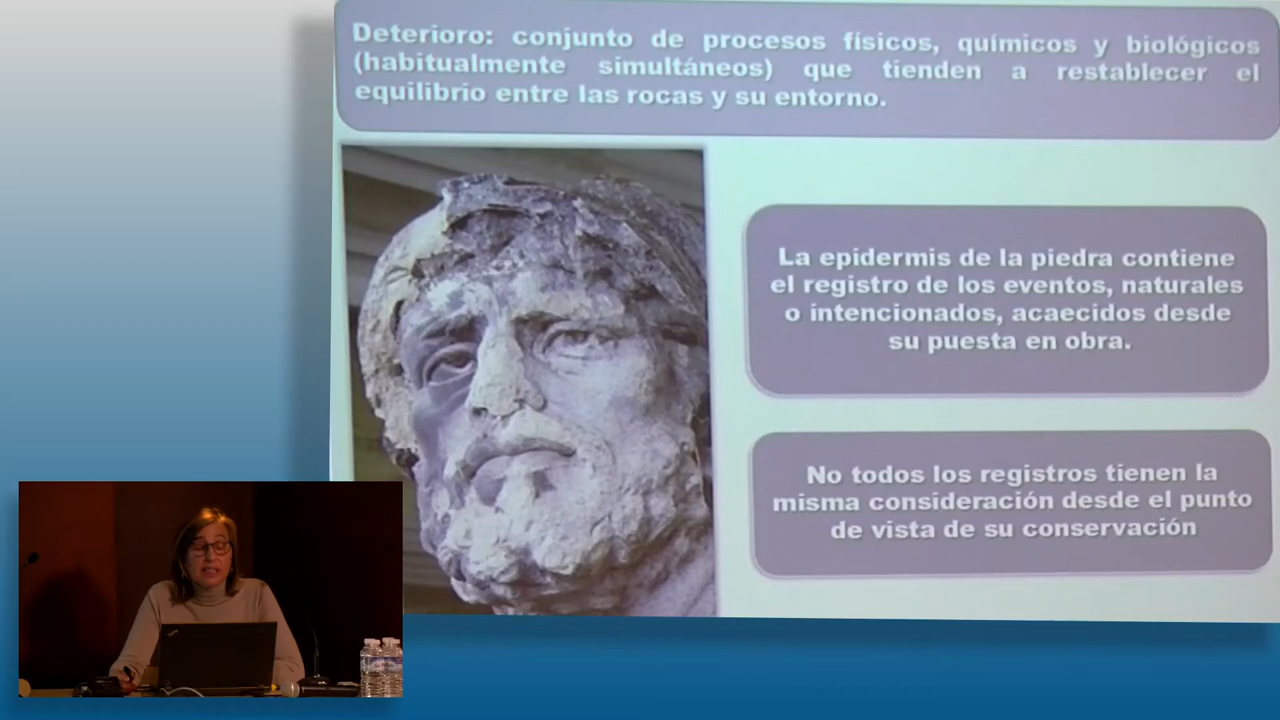 Deterioro: conjunto de procesos físicos, químicos y biológicos
(habitualmente simultáneos) que tienden a restablecer el
equilibrio entre las rocas y su entorno.
La epidermis de la piedra contiene
el registro de los eventos, naturales
o intencionados, acaecidos desde
su puesta en obra.
No todos los registros tienen la
misma consideración desde el punto
de vista de su conservación